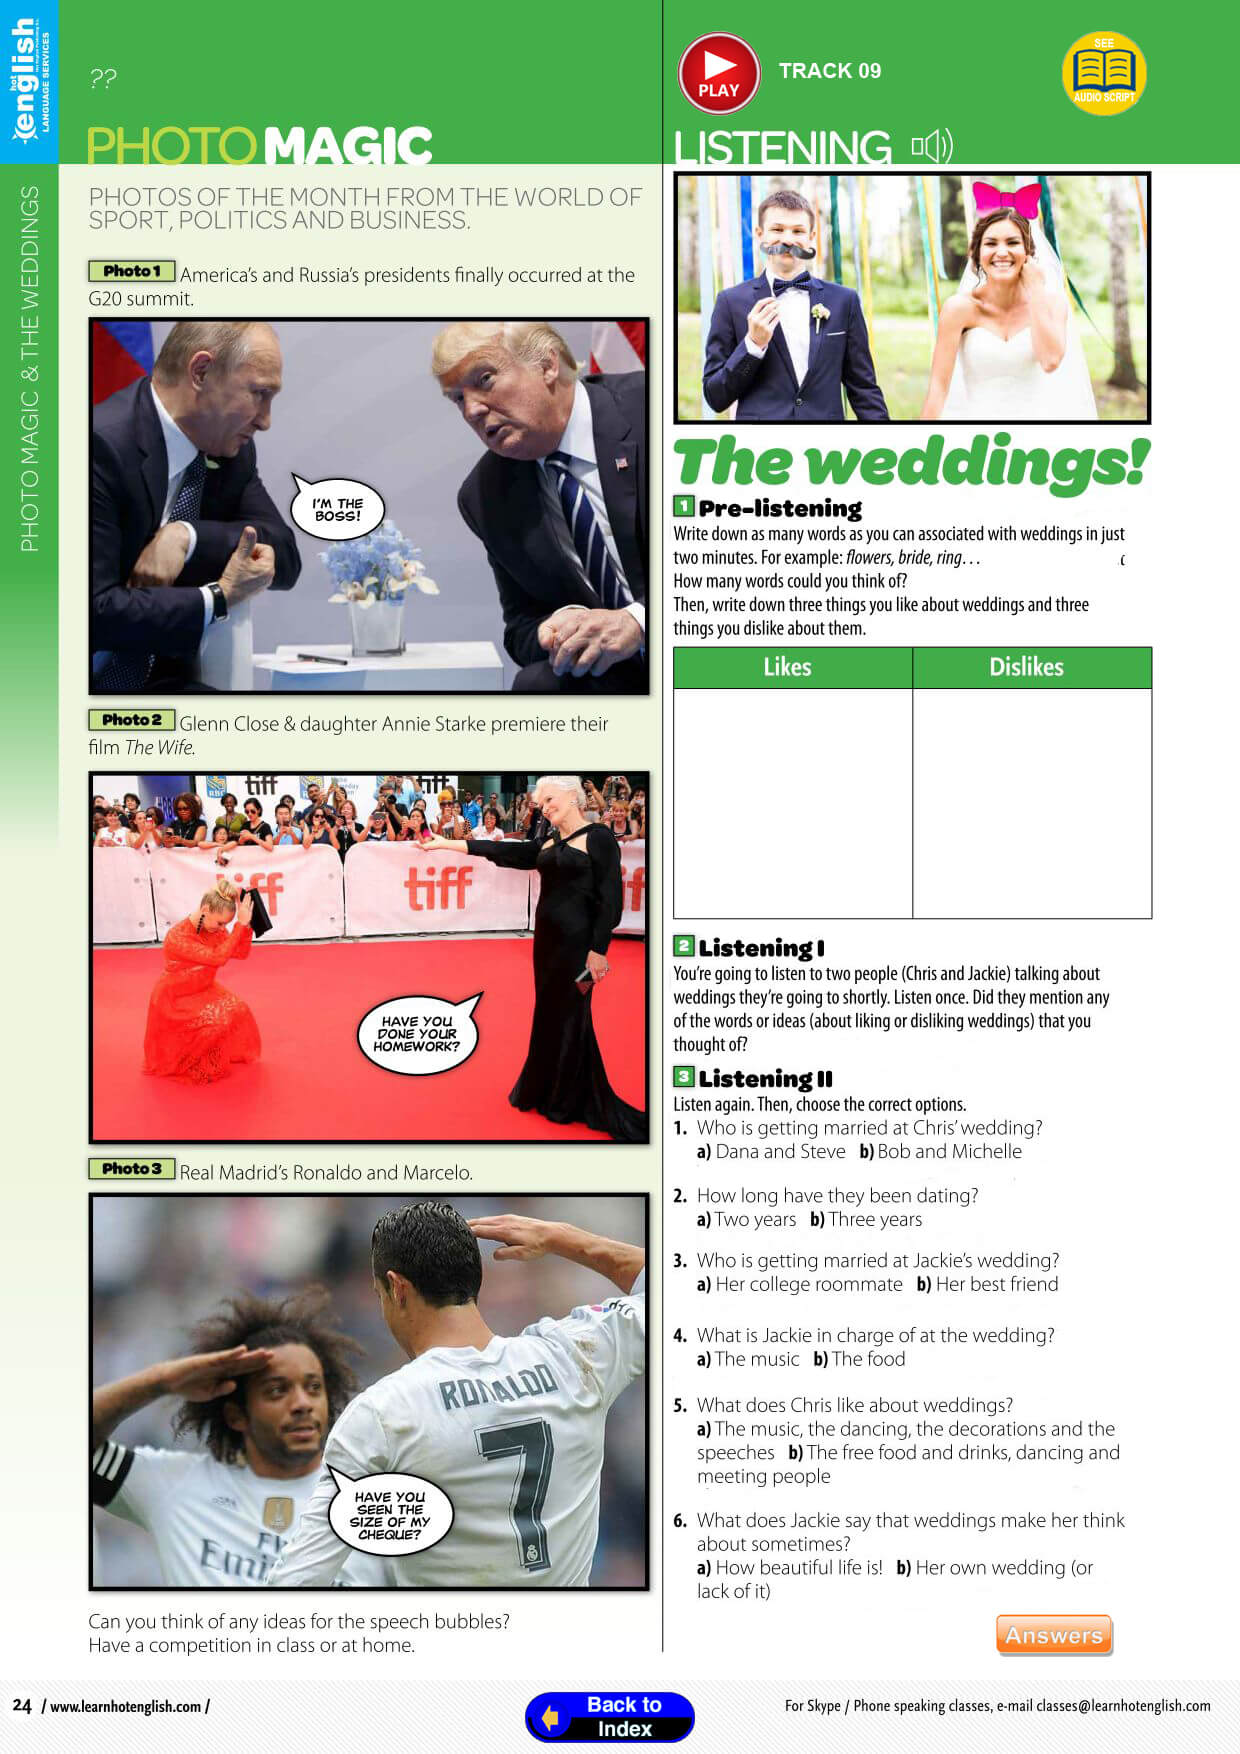 hot
english
LANGUAGE SERVICES
PHOTO MAGIC & THE WEDDINGS
??
PHOTO MAGIC
PHOTOS OF THE MONTH FROM THE WORLD OF
SPORT, POLITICS AND BUSINESS.
Photo 1 America's and Russia's presidents finally occurred at the
G20 summit.
I'M THE
BOSS!
Photo 2 Glenn Close & daughter Annie Starke premiere their
film The Wife.
tiff
tiff
RBC
tiff
tiff
tiff
HAVE YOU
DONE YOUR
HOMEWORK?
Photo 3 Real Madrid's Ronaldo and Marcelo.
RONALDO
7
HAVE YOU
SEEN THE
SIZE OF MY
CHEQUE?
Can you think of any ideas for the speech bubbles?
Have a competition in class or at home.
PLAY
TRACK 09
SEE
AUDIO SCRIPT
LISTENING
The weddings!
1 Pre-listening
Write down as many words as you can associated with weddings in just
two minutes. For example: flowers, bride, ring…
How many words could you think of?
Then, write down three things you like about weddings and three
things you dislike about them.
Likes Dislikes
2 Listening I
You're going to listen to two people (Chris and Jackie) talking about
weddings they're going to shortly. Listen once. Did they mention any
of the words or ideas (about liking or disliking weddings) that you
thought of?
3 Listening II
Listen again. Then, choose the correct options.
1. Who is getting married at Chris' wedding?
a) Dana and Steve b) Bob and Michelle
2. How long have they been dating?
a) Two years b) Three years
3. Who is getting married at Jackie's wedding?
a) Her college roommate b) Her best friend
4. What is Jackie in charge of at the wedding?
a) The music b) The food
5. What does Chris like about weddings?
a) The music, the dancing, the decorations and the
speeches b) The free food and drinks, dancing and
meeting people
6. What does Jackie say that weddings make her think
about sometimes?
a) How beautiful life is! b) Her own wedding (or
lack of it)
Answers
24 / www.learnhotenglish.com /
Back to
Index
For Skype / Phone speaking classes, e-mail classes@learnhotenglish.com